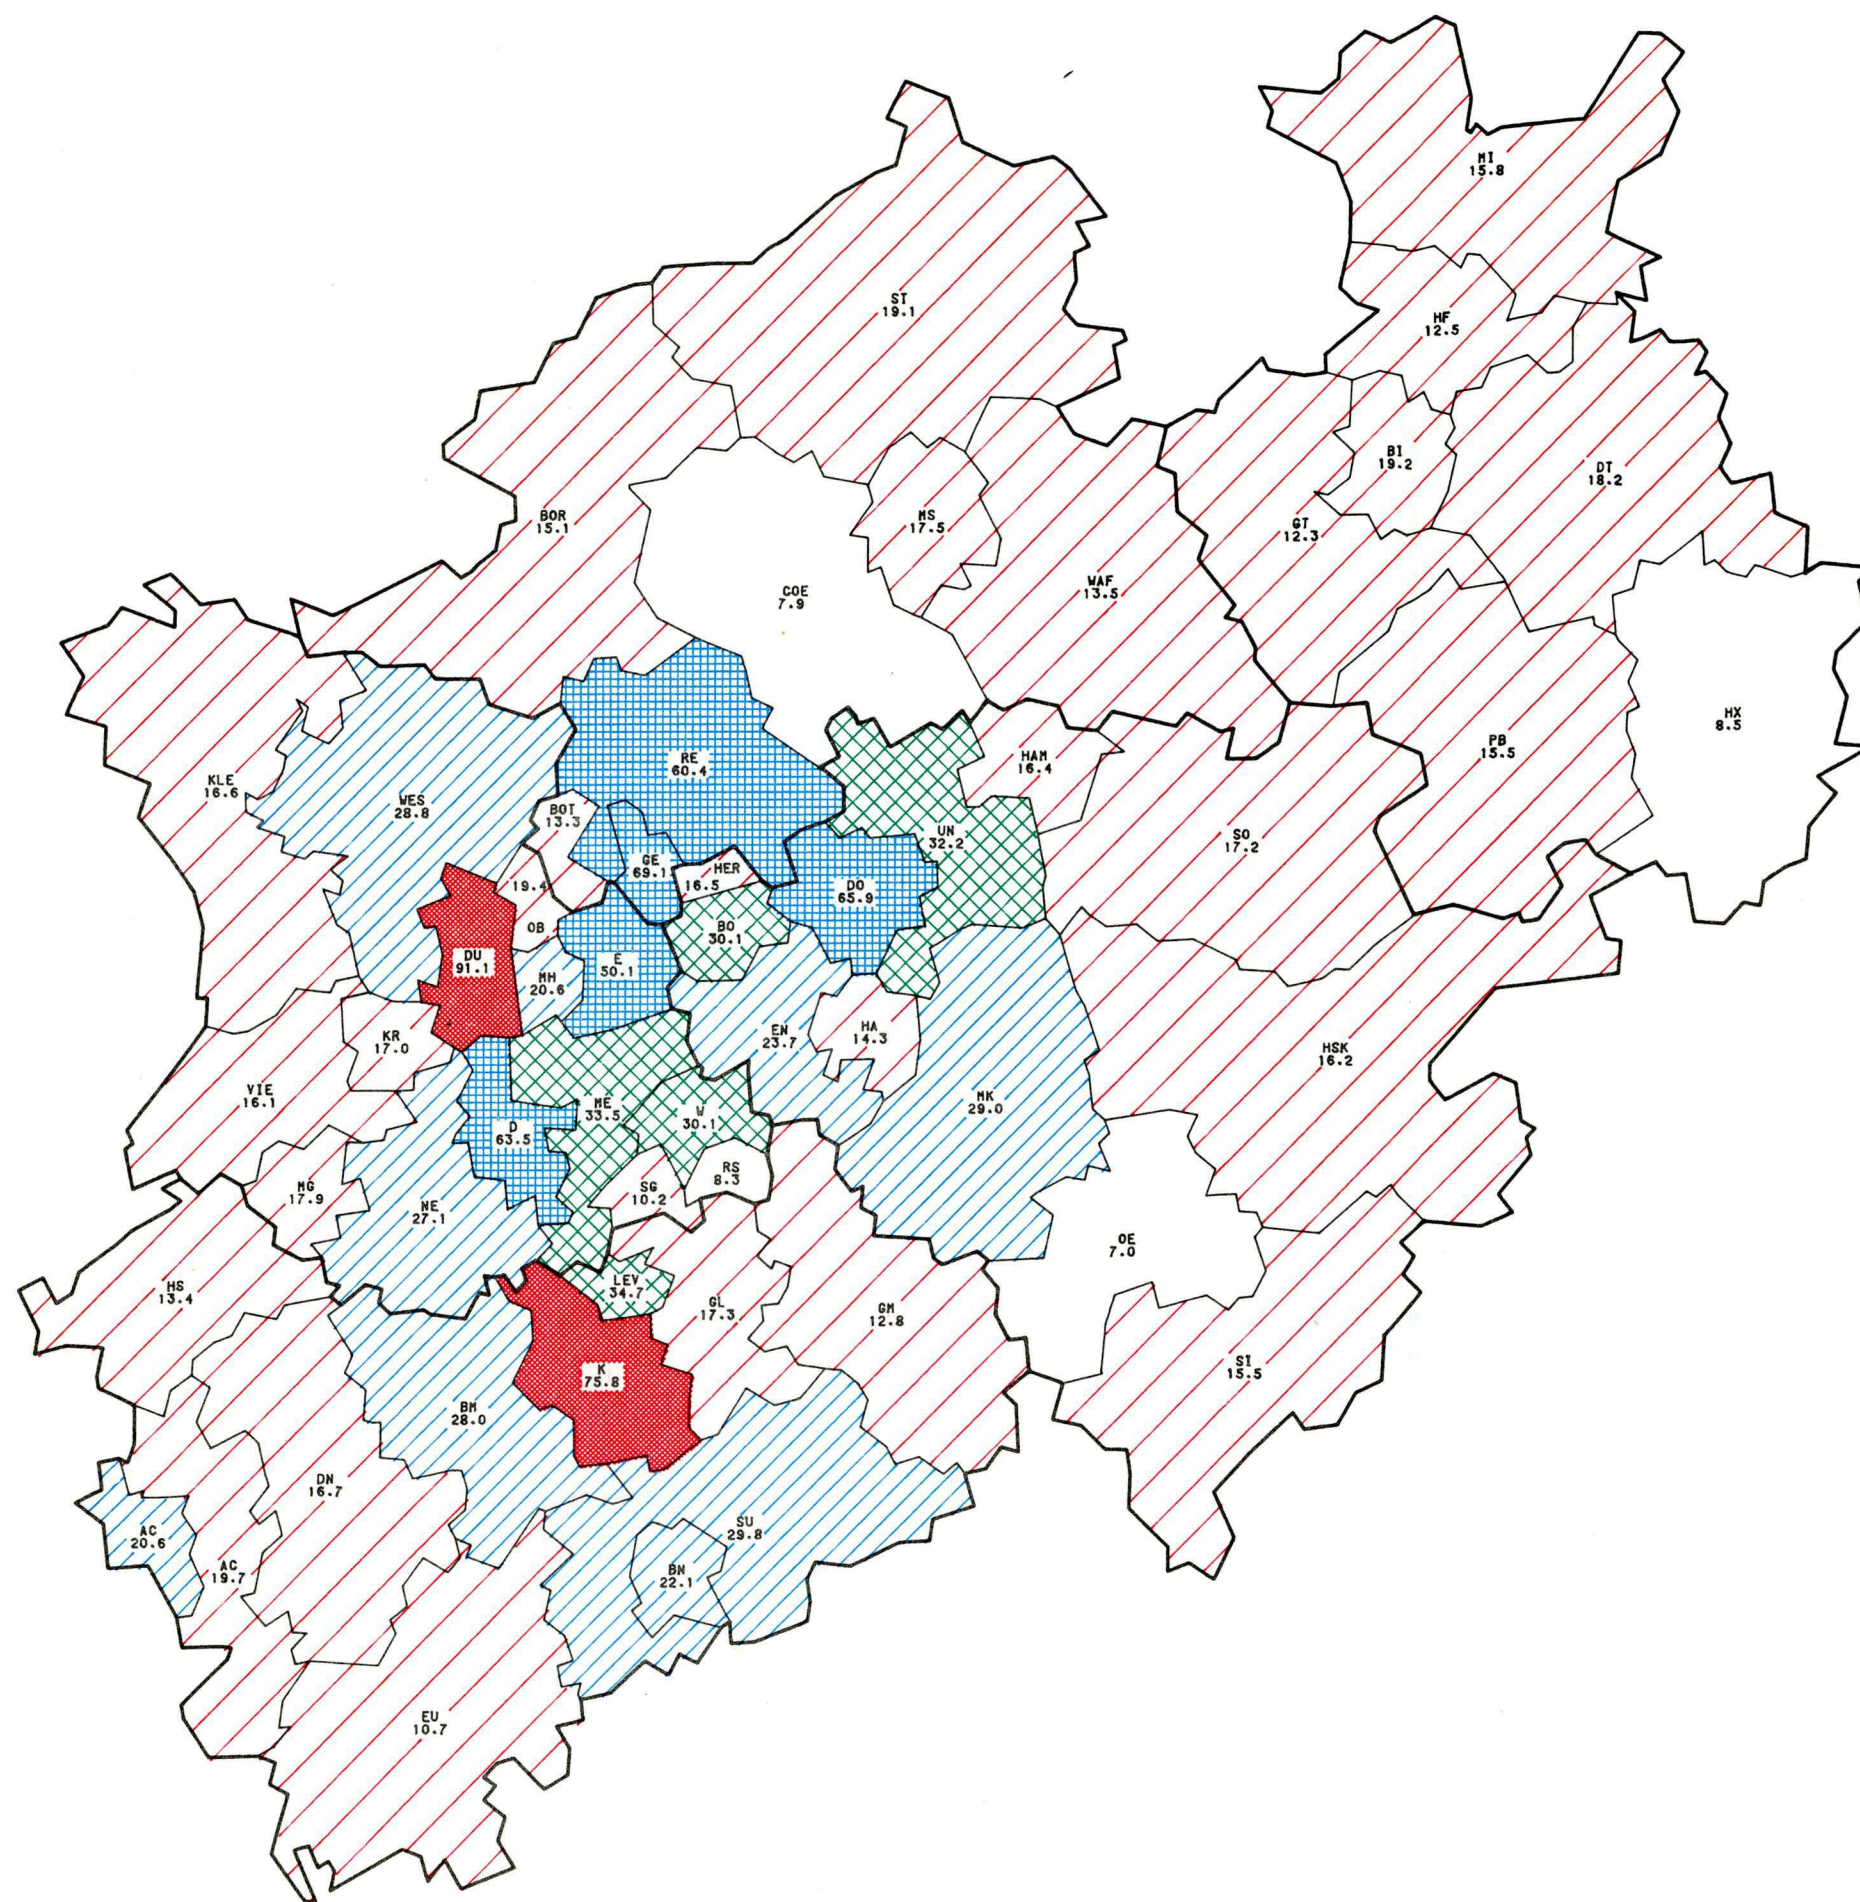 MI
15.8
ST
19.1
HF
12.5
BI
19.2
DT
18.2
BOR
15.1
MS
17.5
GT
12.3
COE
7.9
WAF
13.5
HX
8.5
PB
15.5
RE
60.4
HAM
16.4
KLE
16.6
WES
28.8
BOT
13.3
UN
32.2
SO
17.2
GE
69.1
HER
16.5
19.4
OB
DO
65.9
BO
30.1
DU
91.1
E
50.1
MH
20.6
KR
17.0
EN
23.7
HA
14.3
HSK
16.2
VIE
16.1
ME
33.5
W
30.1
MK
29.0
D
63.5
RS
8.3
SG
10.2
MG
17.9
NE
27.1
OE
7.0
HS
13.4
LEV
34.7
GL
17.3
GM
12.8
K
75.8
SI
15.5
BM
28.0
DN
16.7
SU
29.8
AC
20.6
AC
19.7
BN
22.1
EU
10.7